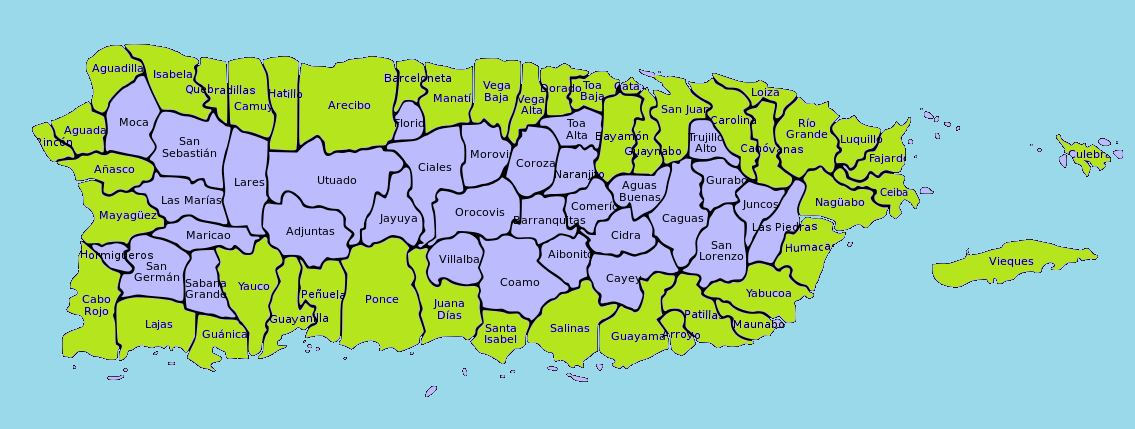 Aguadilla
Isabela
Quebradillas
Camuy
Hatillo
Arecibo
Barceloneta
Manatí
Vega
Baja
Vega
Alta
Dorado
Toa
Baja
Cata
San Juan
Carolina
Loiza
Río
Grande
Luquillo
Fajardo
Culebra
Moca
Florida
Toa
Alta
Bayamón
Guaynabo
Trujillo
Alto
Canóvanas
Rincón
Aguada
Añasco
San
Sebastián
Lares
Utuado
Ciales
Morovis
Corozal
Naranjito
Aguas
Buenas
Gurabo
Juncos
Ceiba
Nagüabo
Las Marías
Mayagüez
Maricao
Adjuntas
Jayuya
Orocovis
Barranquitas
Comerío
Cidra
Caguas
Las Piedras
Humacao
Hormigueros
San
Germán
Sabana
Grande
Yauco
Peñuelas
Guayanilla
Ponce
Villalba
Coamo
Aibonito
Cayey
San
Lorenzo
Yabucoa
Vieques
Cabo
Rojo
Lajas
Guánica
Juana
Días
Santa
Isabel
Salinas
Guayama
Arroyo
Patillas
Maunabo